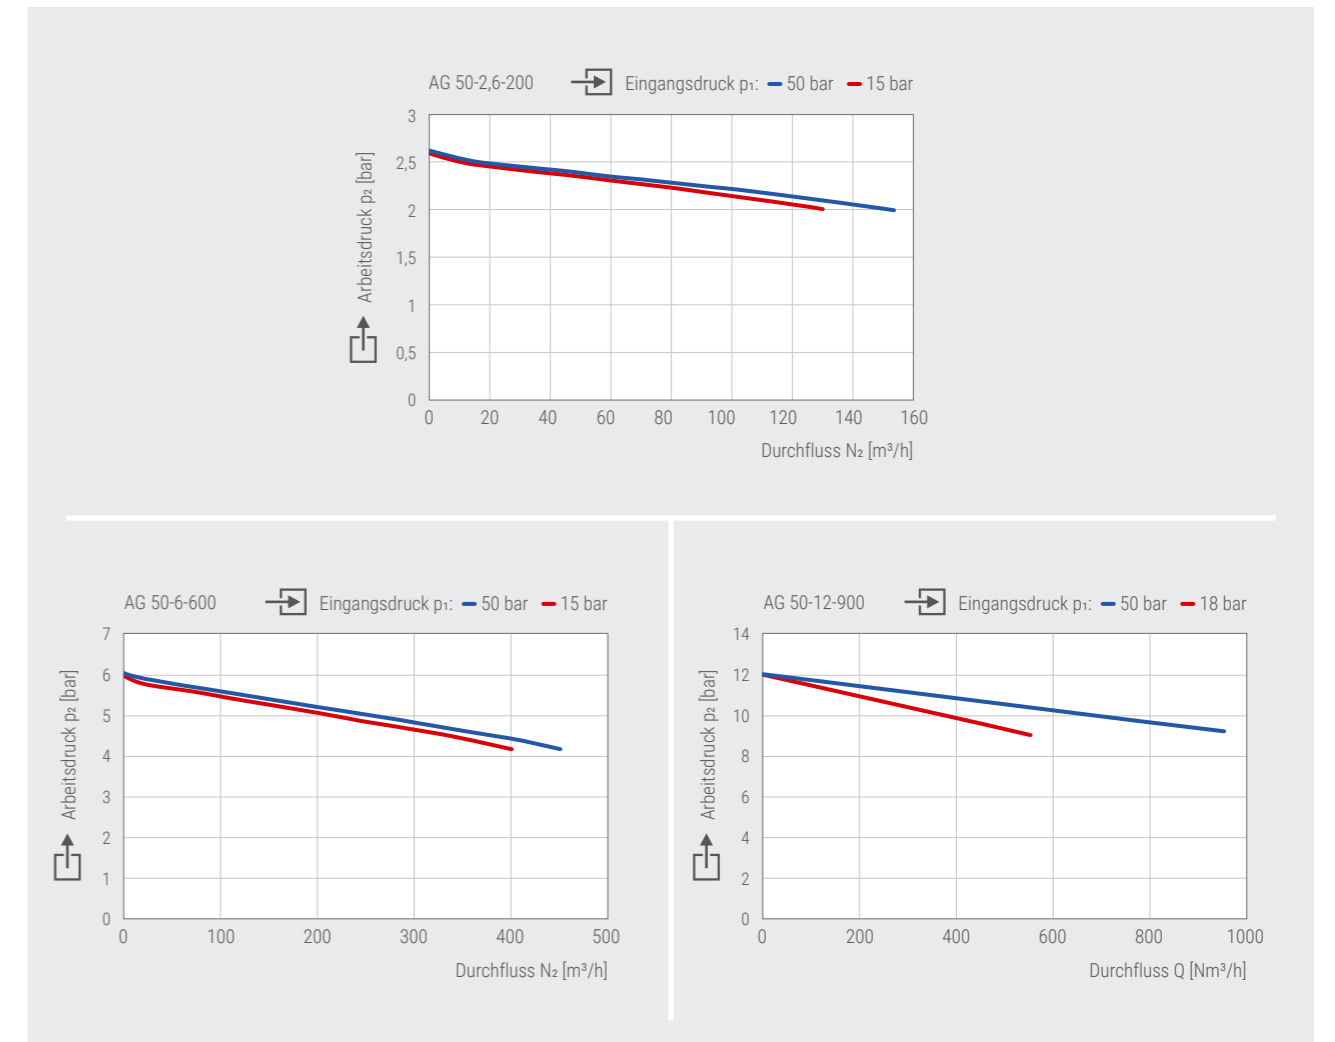 AG 50-2,6-200 Eingangsdruck p₁: 50 bar 15 bar
Arbeitsdruck p₂ [bar]
3
2,5
2
1,5
1
0,5
0
0 20 40 60 80 100 120 140 160
Durchfluss N₂ [m³/h]
AG 50-6-600 Eingangsdruck p₁: 50 bar 15 bar
Arbeitsdruck p₂ [bar]
7
6
5
4
3
2
1
0
0 100 200 300 400 500
Durchfluss N₂ [m³/h]
AG 50-12-900 Eingangsdruck p₁: 50 bar 18 bar
Arbeitsdruck p₂ [bar]
14
12
10
8
6
4
2
0
0 200 400 600 800 1000
Durchfluss Q [Nm³/h]